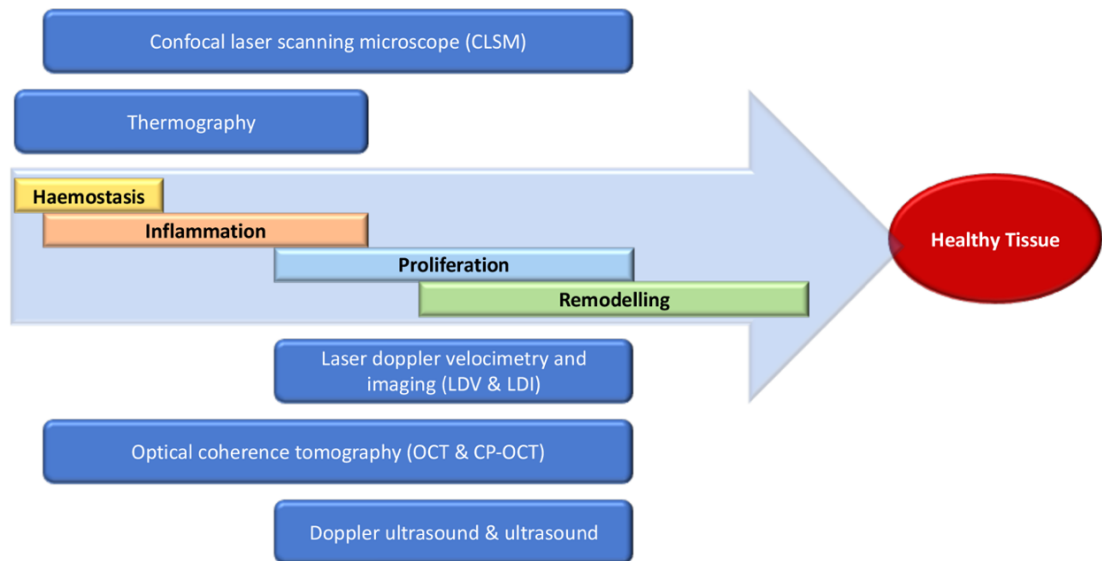 Confocal laser scanning microscope (CLSM)
Thermography
Haemostasis
Inflammation
Proliferation
Remodelling
Healthy Tissue
Laser doppler velocimetry and
imaging (LDV & LDI)
Optical coherence tomography (OCT & CP-OCT)
Doppler ultrasound & ultrasound